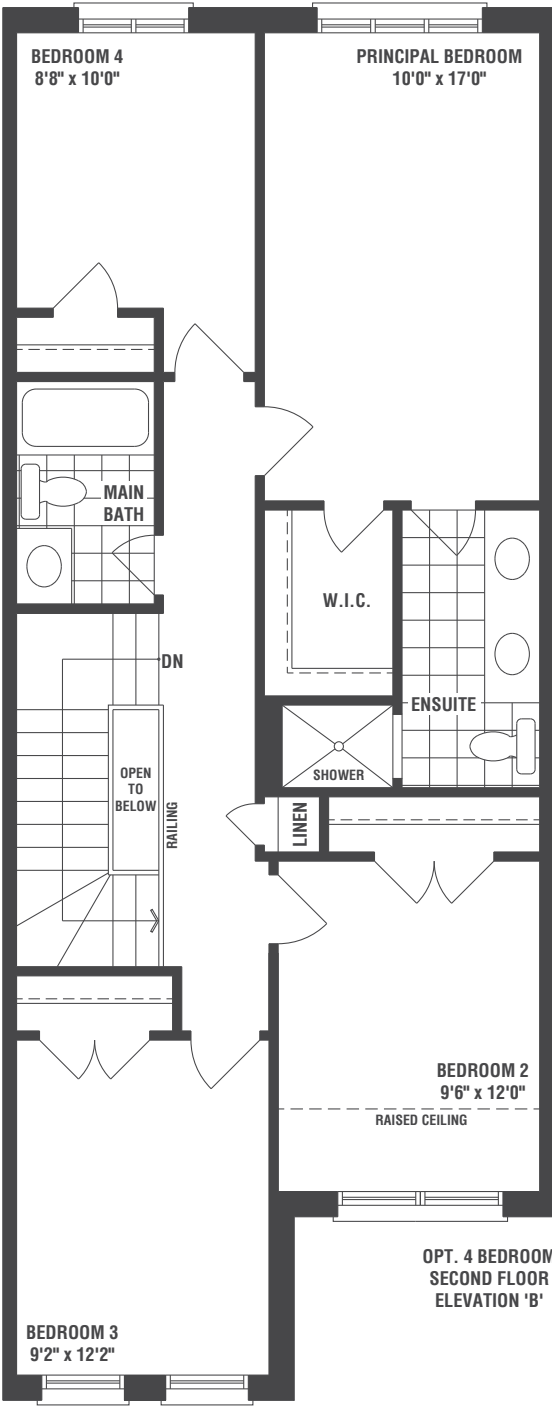 BEDROOM 4
8'8" x 10'0"
PRINCIPAL BEDROOM
10'0" x 17'0"
MAIN
BATH
W.I.C.
DN
ENSUITE
OPEN
TO
BELOW
RAILING
SHOWER
LINEN
BEDROOM 2
9'6" x 12'0"
RAISED CEILING
OPT. 4 BEDROOM
SECOND FLOOR
ELEVATION 'B'
BEDROOM 3
9'2" x 12'2"